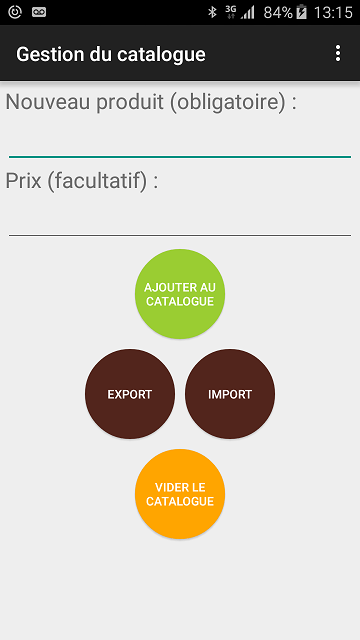 3G 84% 13:15
Gestion du catalogue
Nouveau produit (obligatoire) :
Prix (facultatif) :
AJOUTER AU
CATALOGUE
EXPORT IMPORT
VIDER LE
CATALOGUE